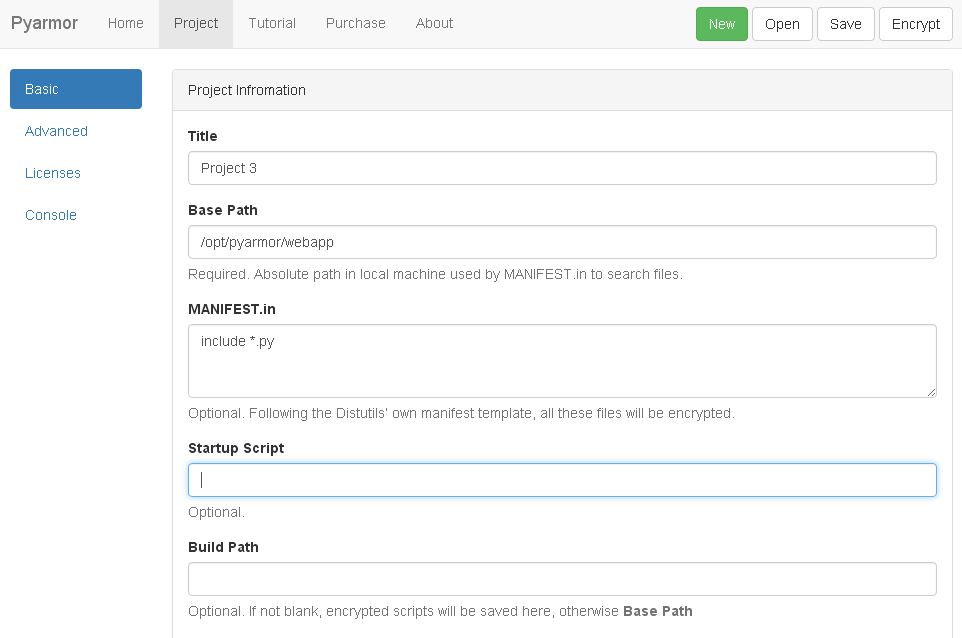 Pyarmor Home Project Tutorial Purchase About New Open Save Encrypt
Basic
Advanced
Licenses
Console
Project Infromation
Title
Project 3
Base Path
/opt/pyarmor/webapp
Required. Absolute path in local machine used by MANIFEST.in to search files.
MANIFEST.in
include *.py
Optional. Following the Distutils' own manifest template, all these files will be encrypted.
Startup Script
Optional.
Build Path
Optional. If not blank, encrypted scripts will be saved here, otherwise Base Path